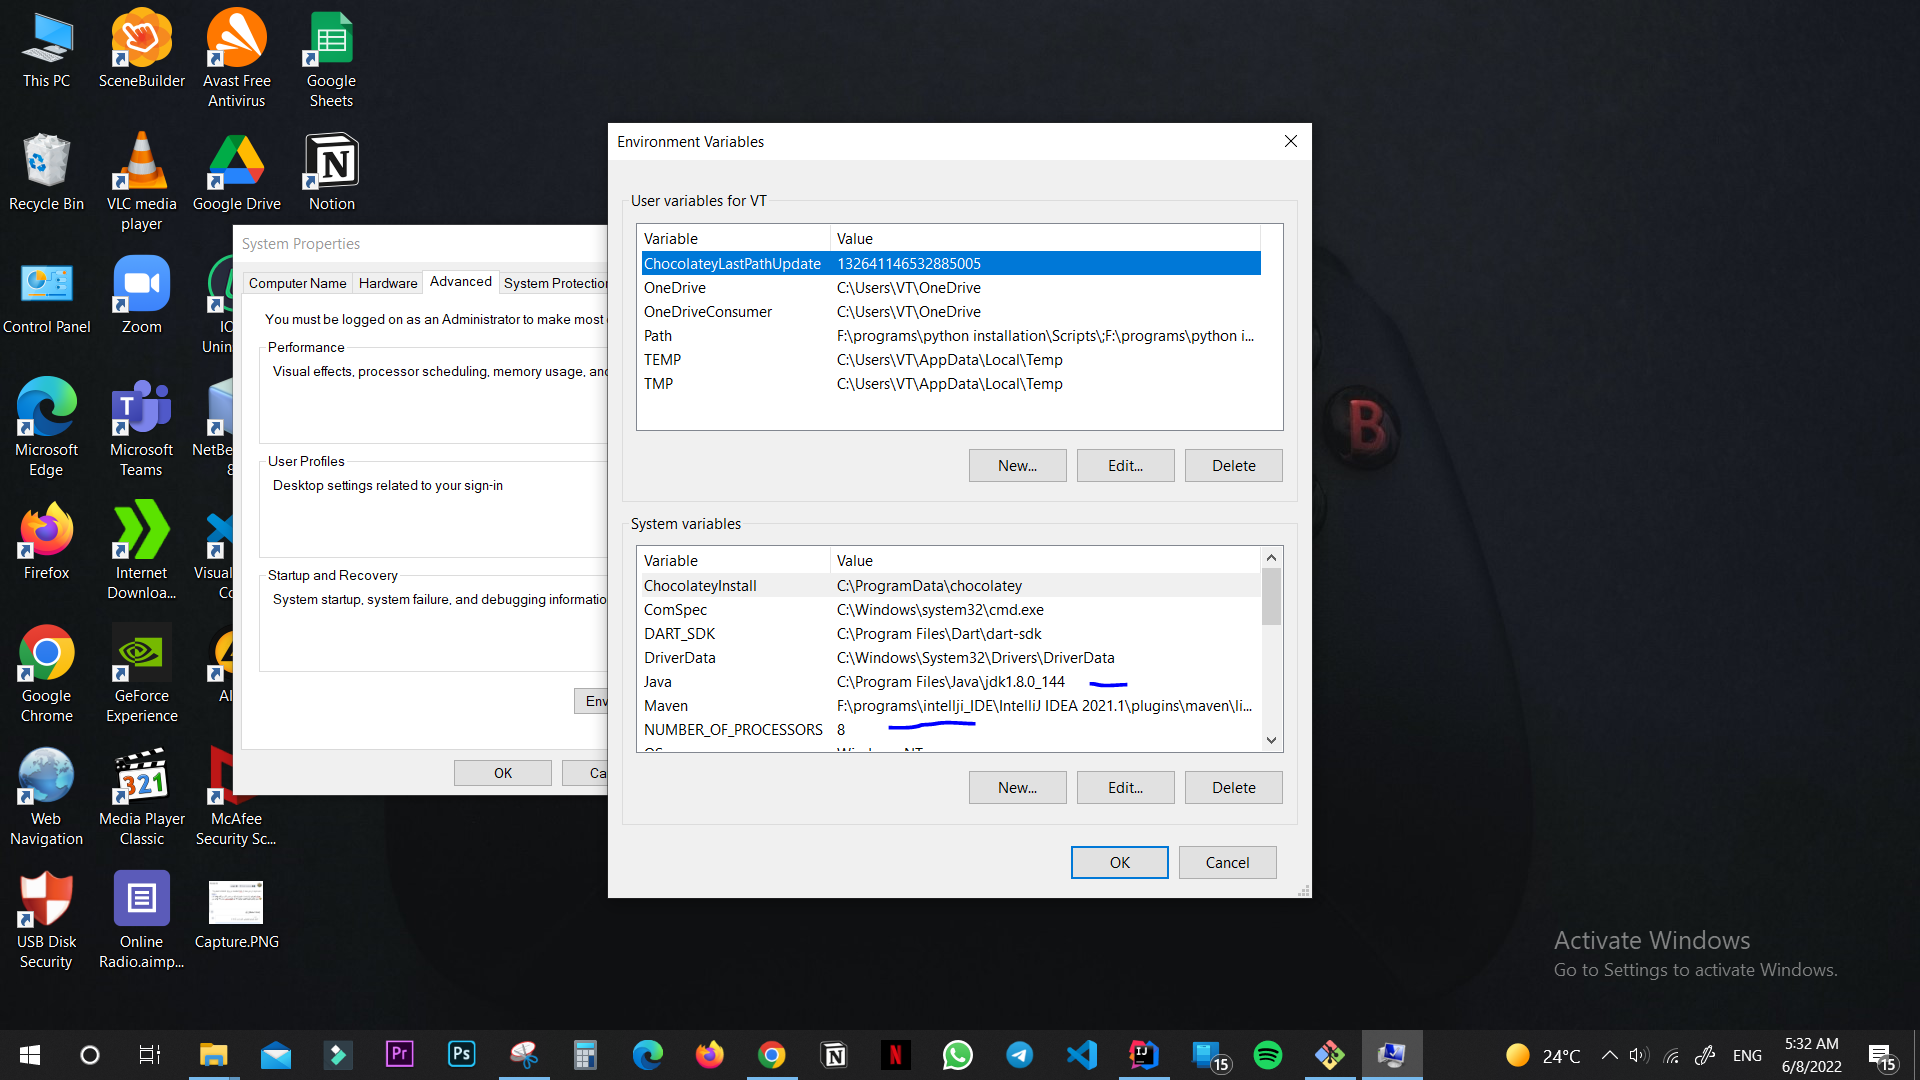 This PC
SceneBuilder
Avast Free
Antivirus
Google
Sheets
Recycle Bin
VLC media
player
Google Drive
Notion
Control Panel
Zoom
IO
Unin
Microsoft
Edge
Microsoft
Teams
NetBe
8
Firefox
Internet
Downloa...
Visual
Co
Google
Chrome
GeForce
Experience
AI
Web
Navigation
Media Player
Classic
McAfee
Security Sc...
USB Disk
Security
Online
Radio.aimp...
Capture.PNG
System Properties
Computer Name
Hardware
Advanced
System Protection
You must be logged on as an Administrator to make most
Performance
Visual effects, processor scheduling, memory usage, and
User Profiles
Desktop settings related to your sign-in
Startup and Recovery
System startup, system failure, and debugging informatio
Env
OK
Ca
Environment Variables
User variables for VT
Variable Value
ChocolateyLastPathUpdate 132641146532885005
OneDrive C:\Users\VT\OneDrive
OneDriveConsumer C:\Users\VT\OneDrive
Path F:\programs\python installation\Scripts\;F:\programs\python i...
TEMP C:\Users\VT\AppData\Local\Temp
TMP C:\Users\VT\AppData\Local\Temp
New... Edit... Delete
System variables
Variable Value
ChocolateyInstall C:\ProgramData\chocolatey
ComSpec C:\Windows\system32\cmd.exe
DART_SDK C:\Program Files\Dart\dart-sdk
DriverData C:\Windows\System32\Drivers\DriverData
Java C:\Program Files\Java\jdk1.8.0_144
Maven F:\programs\intellji_IDE\IntelliJ IDEA 2021.1\plugins\maven\li...
NUMBER_OF_PROCESSORS 8
OS Windows_NT
New... Edit... Delete
OK Cancel
B
Activate Windows
Go to Settings to activate Windows.
24°C
ENG
5:32 AM
6/8/2022
15
15